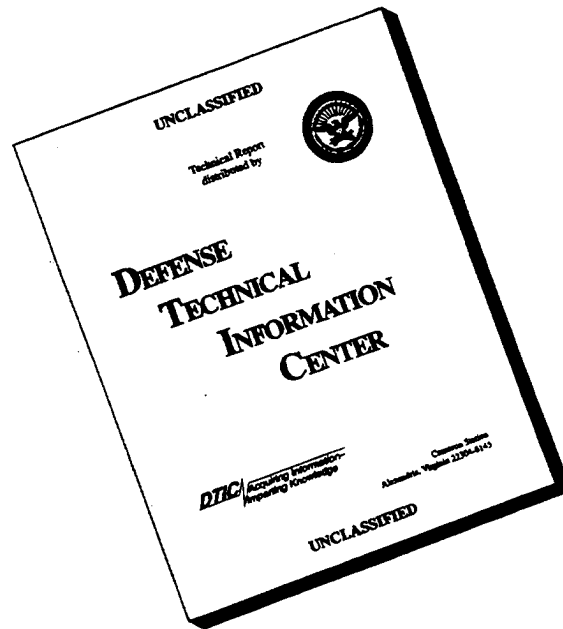 UNCLASSIFIED
Technical Report
distributed by
DEFENSE
TECHNICAL
INFORMATION
CENTER
DTIC
Acquiring Information–
Imparting Knowledge
Cameron Station
Alexandria, Virginia 22304-6145
UNCLASSIFIED